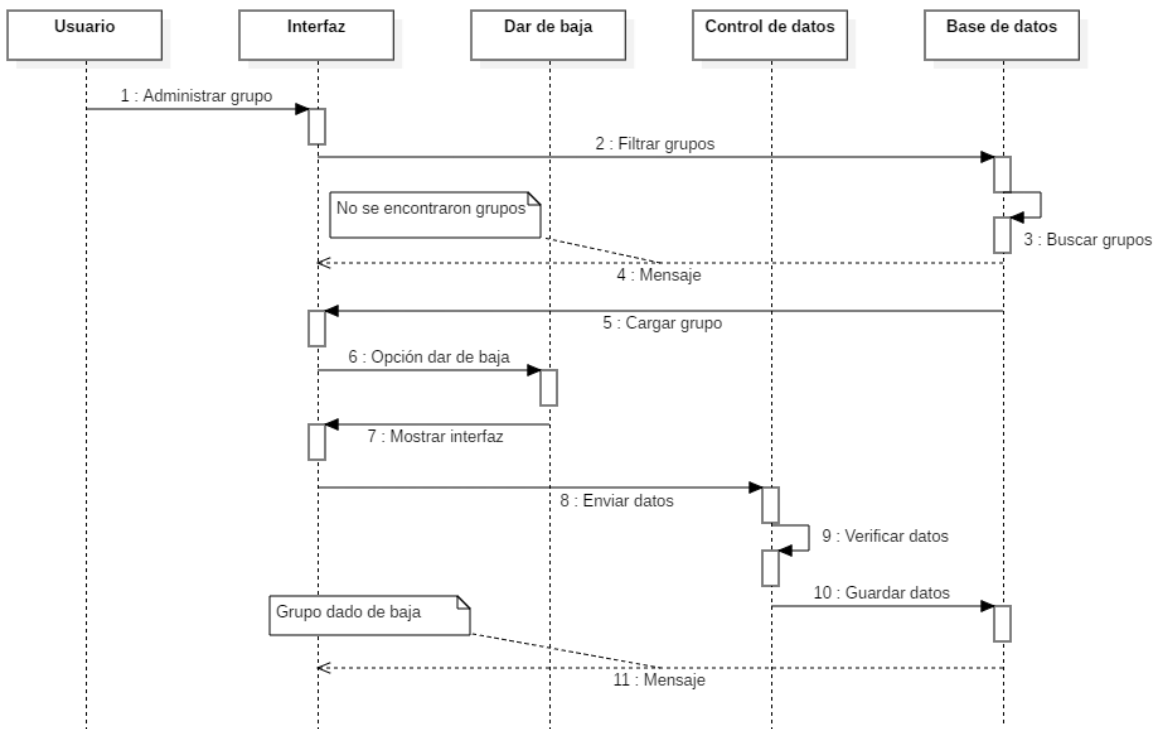 Usuario
Interfaz
Dar de baja
Control de datos
Base de datos
1 : Administrar grupo
2 : Filtrar grupos
No se encontraron grupos
3 : Buscar grupos
4 : Mensaje
5 : Cargar grupo
6 : Opción dar de baja
7 : Mostrar interfaz
8 : Enviar datos
9 : Verificar datos
10 : Guardar datos
Grupo dado de baja
11 : Mensaje